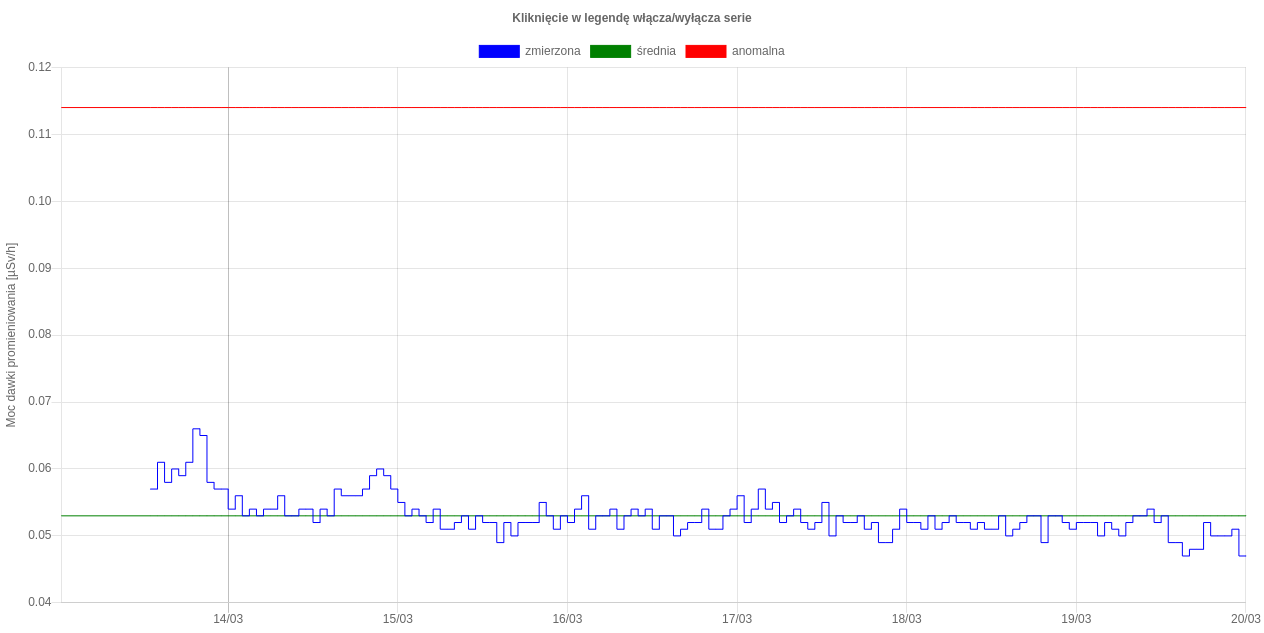 Kliknięcie w legendę włącza/wyłącza serie
zmierzona średnia anomalna
Moc dawki promieniowania [µSv/h]
0.12
0.11
0.10
0.09
0.08
0.07
0.06
0.05
0.04
14/03 15/03 16/03 17/03 18/03 19/03 20/03